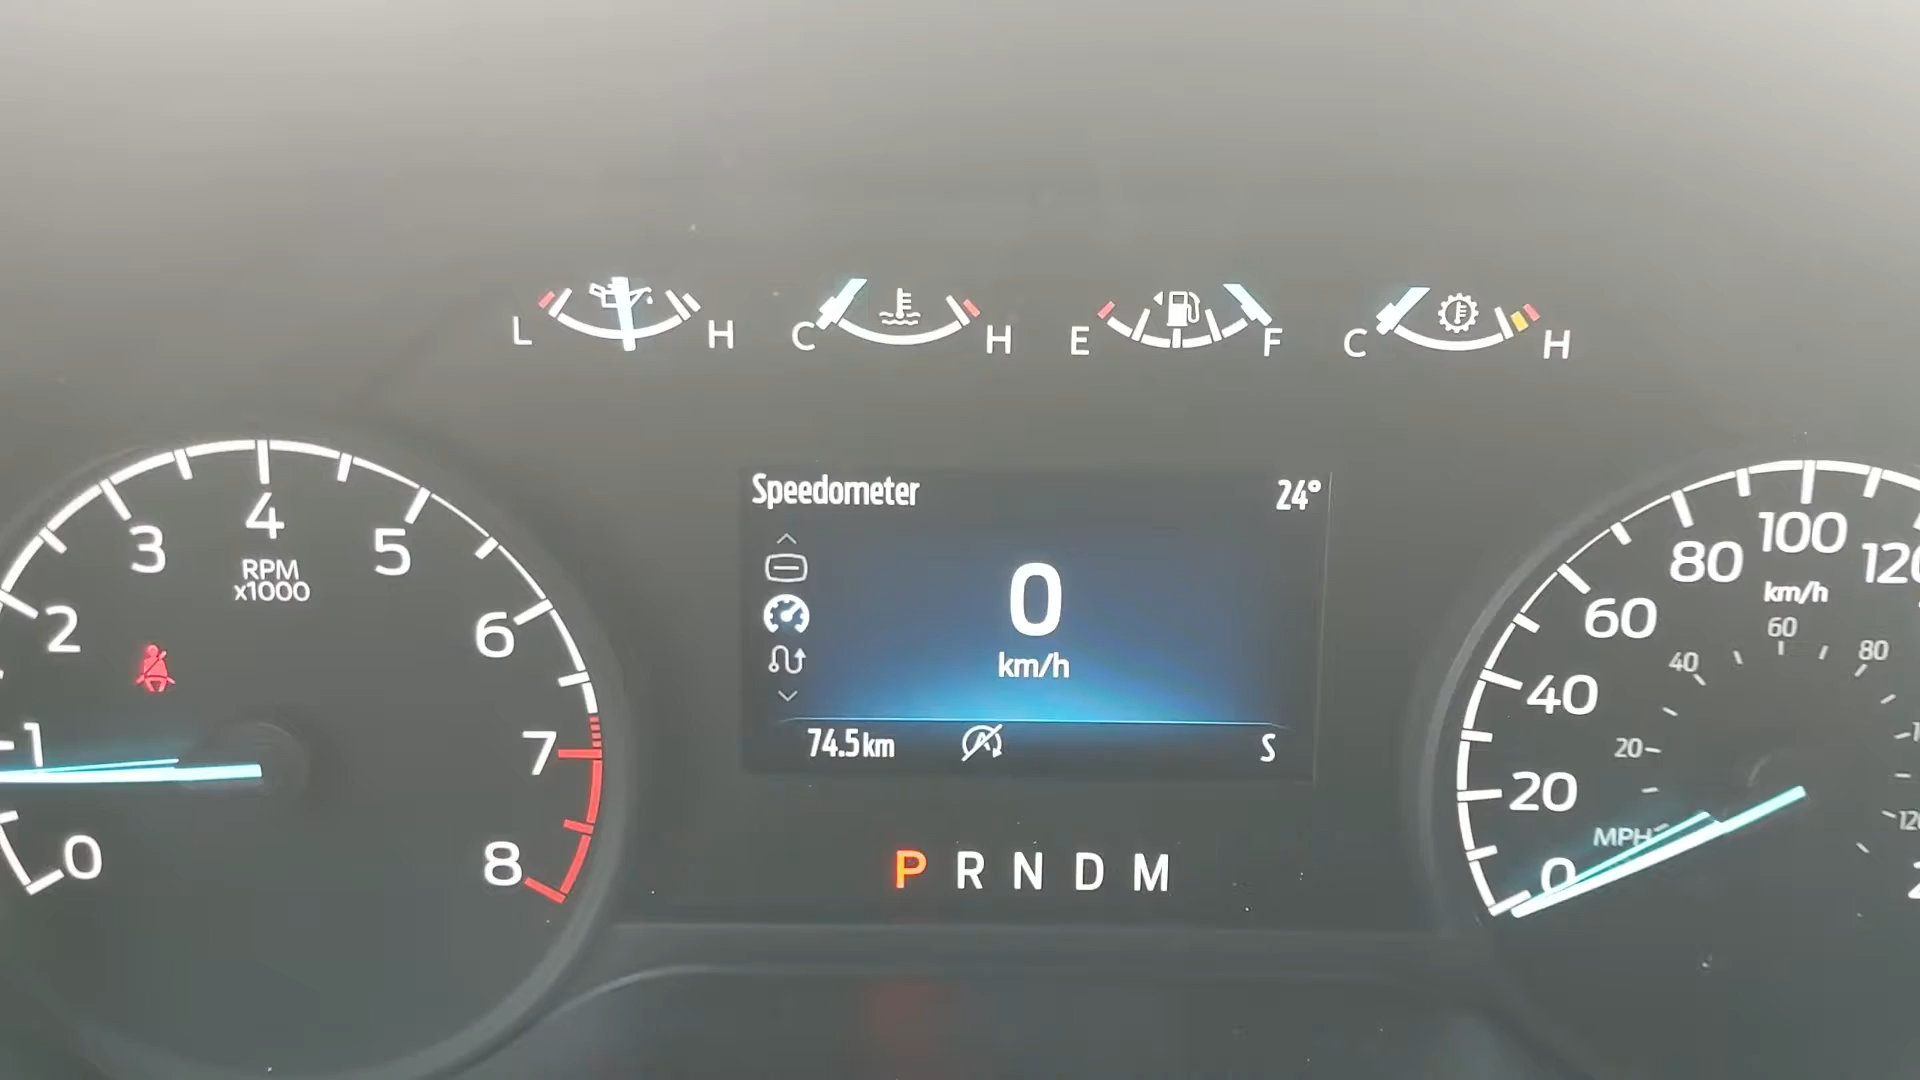 L H C H E F C H
Speedometer 24°
0
km/h
74.5 km A S
P R N D M
0 1 2 3 4 5 6 7 8
RPM
x1000
0 20 40 60 80 100 120
km/h
20 40 60 80
MPH